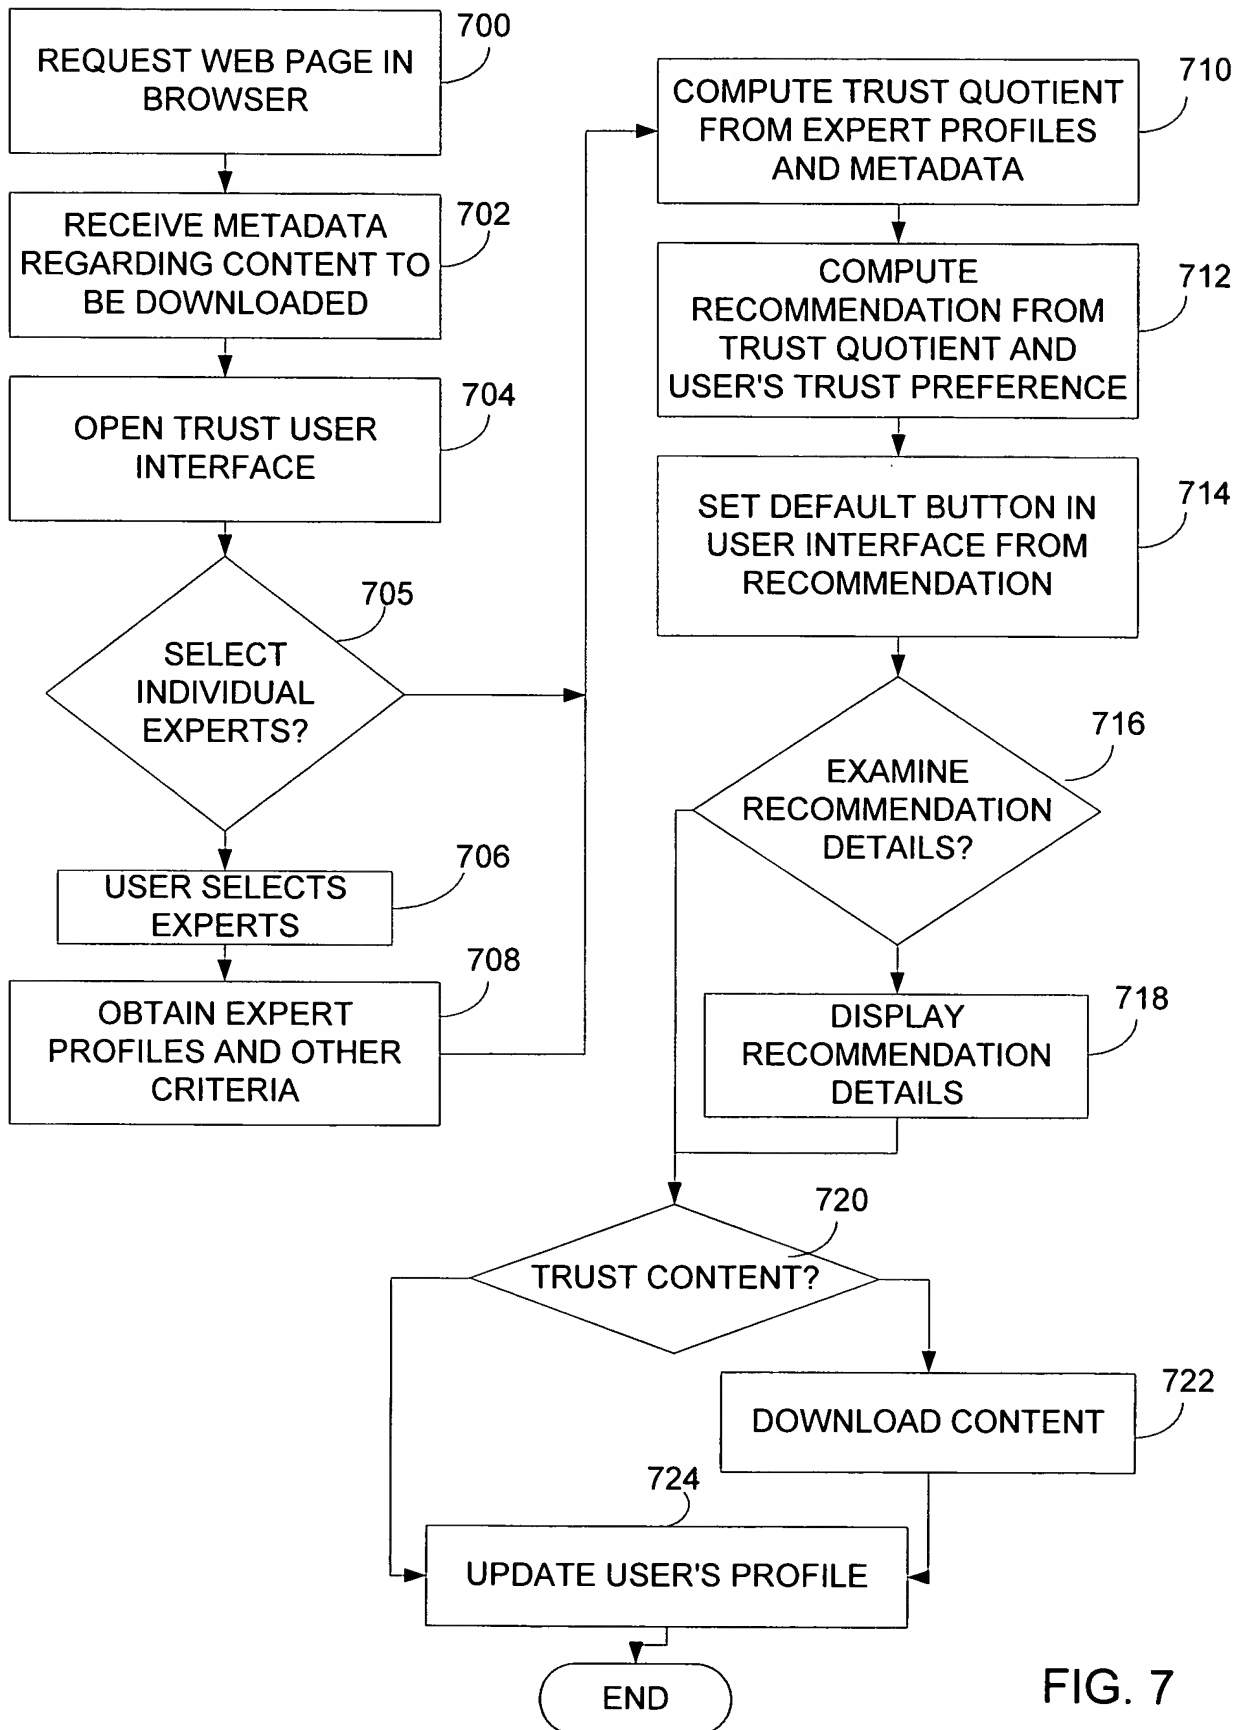 700
REQUEST WEB PAGE IN
BROWSER
702
RECEIVE METADATA
REGARDING CONTENT TO
BE DOWNLOADED
704
OPEN TRUST USER
INTERFACE
705
SELECT
INDIVIDUAL
EXPERTS?
706
USER SELECTS
EXPERTS
708
OBTAIN EXPERT
PROFILES AND OTHER
CRITERIA
710
COMPUTE TRUST QUOTIENT
FROM EXPERT PROFILES
AND METADATA
712
COMPUTE
RECOMMENDATION FROM
TRUST QUOTIENT AND
USER'S TRUST PREFERENCE
714
SET DEFAULT BUTTON IN
USER INTERFACE FROM
RECOMMENDATION
716
EXAMINE
RECOMMENDATION
DETAILS?
718
DISPLAY
RECOMMENDATION
DETAILS
720
TRUST CONTENT?
722
DOWNLOAD CONTENT
724
UPDATE USER'S PROFILE
END
FIG. 7